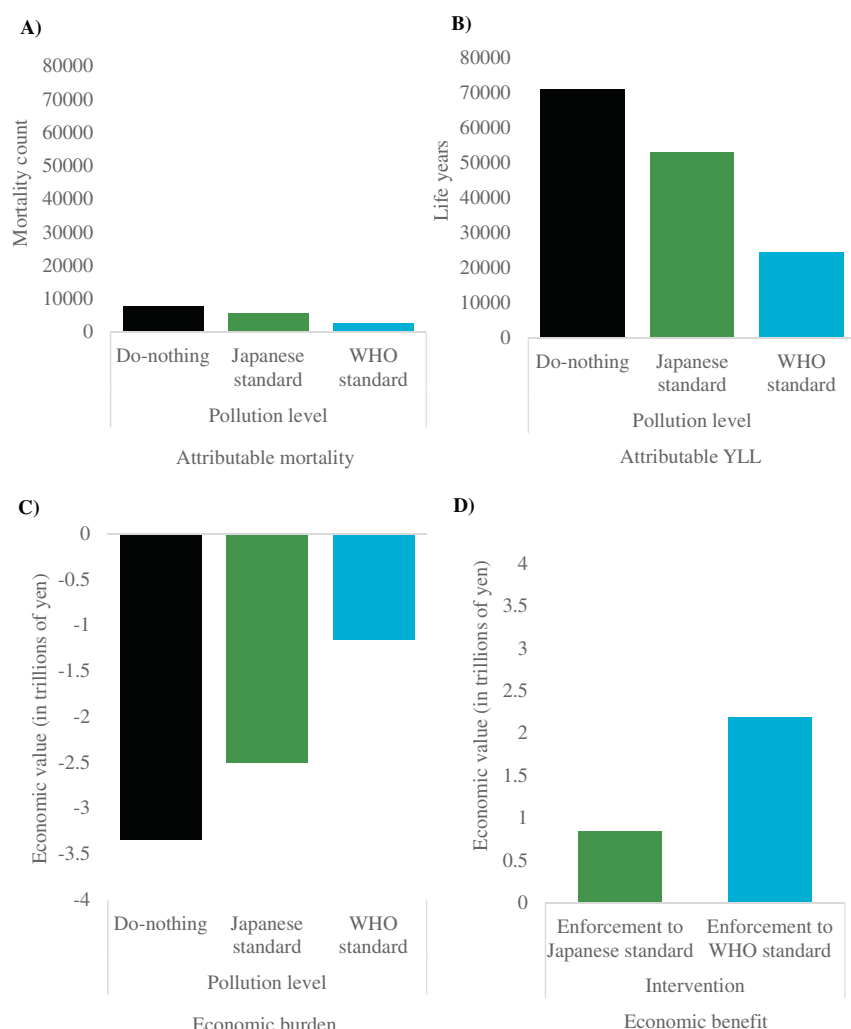 A)
Mortality count
80000
70000
60000
50000
40000
30000
20000
10000
0
Do-nothing
Japanese
standard
WHO
standard
Pollution level
Attributable mortality
B)
Life years
80000
70000
60000
50000
40000
30000
20000
10000
0
Do-nothing
Japanese
standard
WHO
standard
Pollution level
Attributable YLL
C)
Economic value (in trillions of yen)
0
-0.5
-1
-1.5
-2
-2.5
-3
-3.5
-4
Do-nothing
Japanese
standard
WHO
standard
Pollution level
Economic burden
D)
Economic value (in trillions of yen)
4
3.5
3
2.5
2
1.5
1
0.5
0
Enforcement to
Japanese standard
Enforcement to
WHO standard
Intervention
Economic benefit